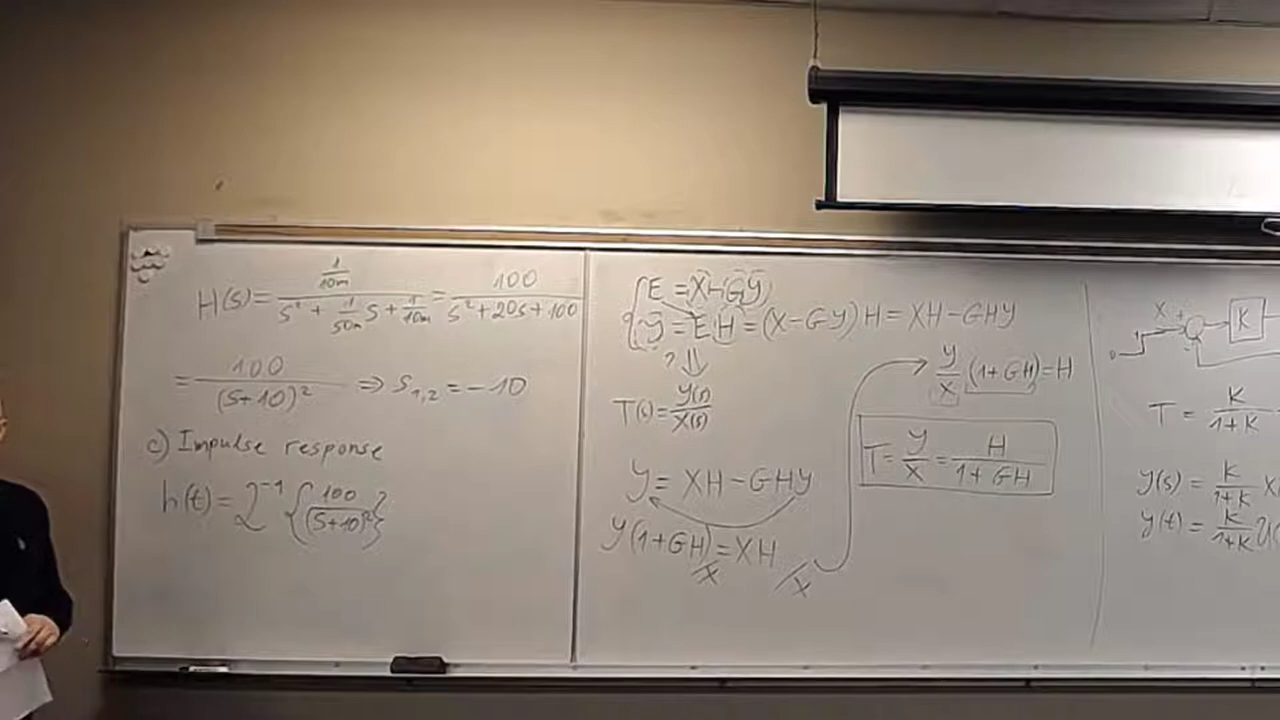 H(s) = (1/10m) / (s² + (1/50m)s + 1/10m) = 100 / (s² + 20s + 100)
= 100 / (s+10)² ⇒ s₁,₂ = -10
c) Impulse response
h(t) = ℒ⁻¹ { 100 / (s+10)² }
E = X - GY
Y = EH = (X - GY) H = XH - GHY
? ⇓
T(s) = Y(s) / X(s)
Y = XH - GHY
Y(1+GH) = XH
/X /X
Y/X (1+GH) = H
T = Y/X = H / (1 + GH)
X + K
-
T = K / (1+K)
y(s) = K / (1+K) X
y(t) = K / (1+K) U(